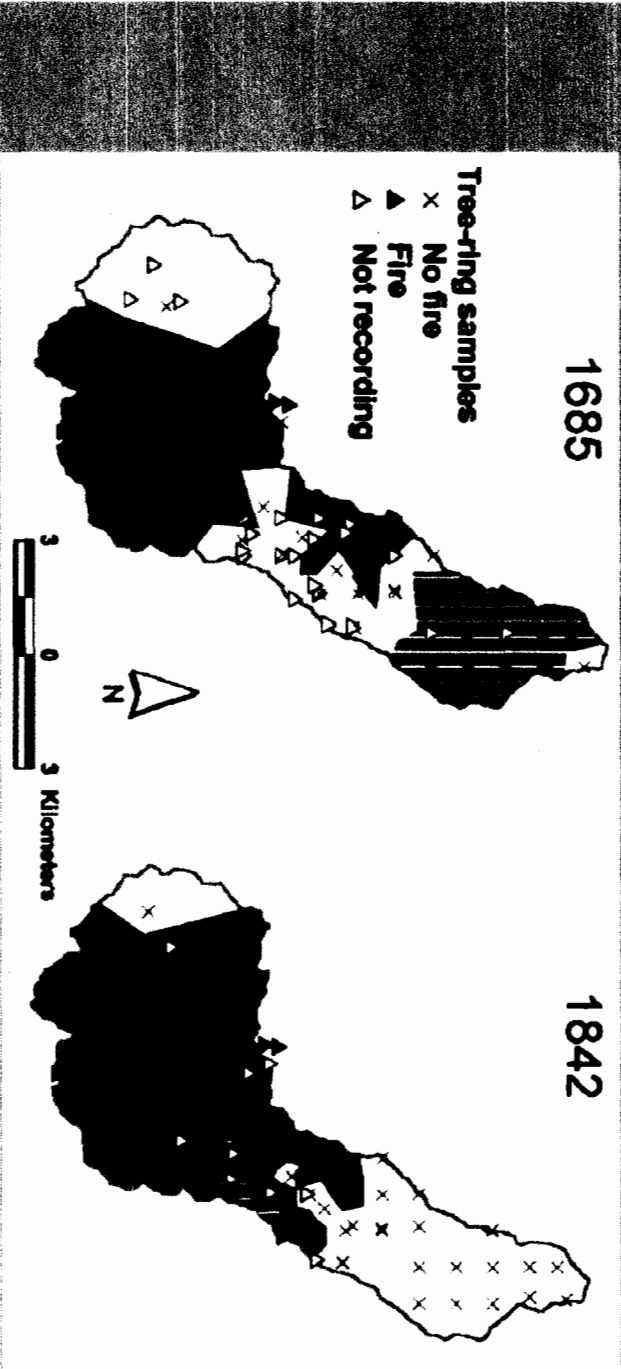 1685
Tree-ring samples
No fire
Fire
Not recording
3 0 3 Kilometers
N
1842